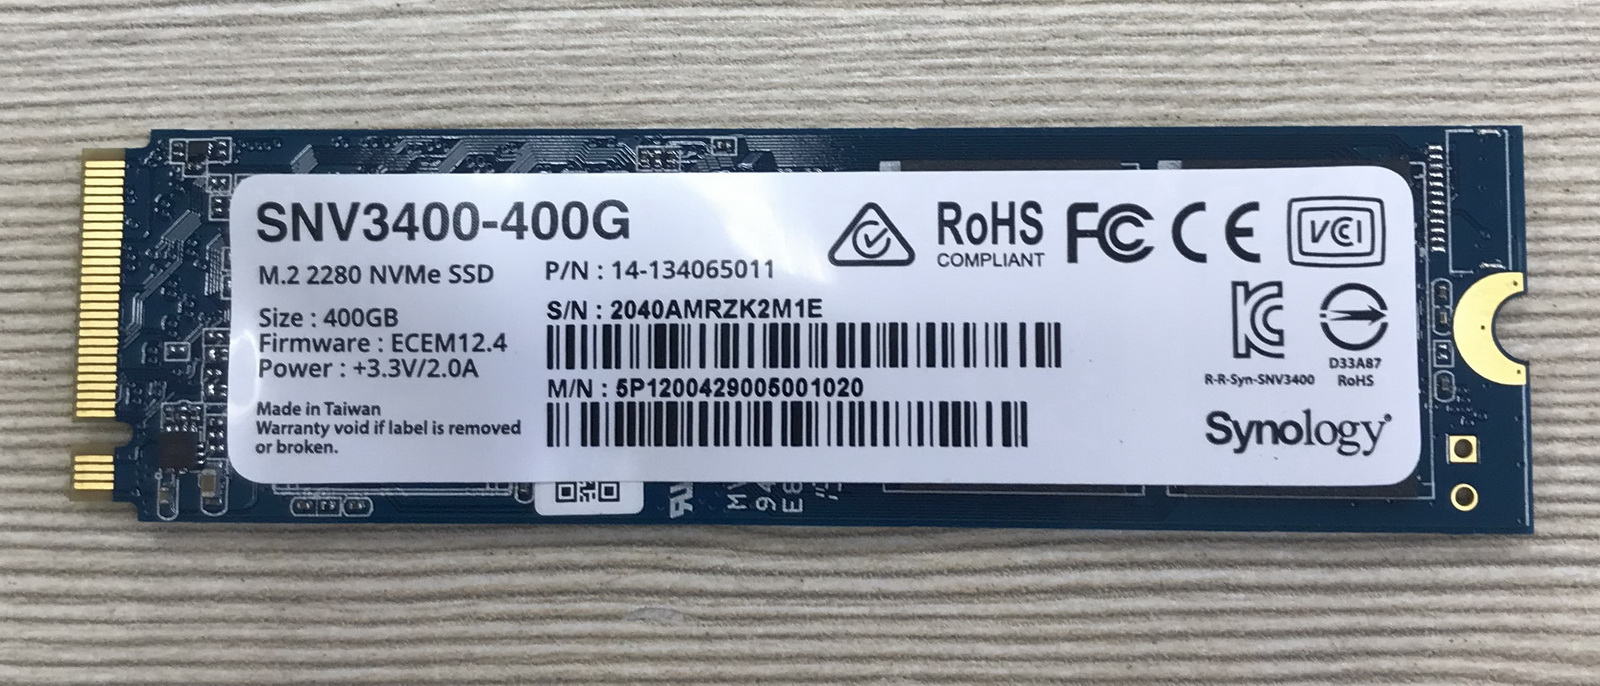 SNV3400-400G
M.2 2280 NVMe SSD
P/N : 14-134065011
Size : 400GB
Firmware : ECEM12.4
Power : +3.3V/2.0A
Made in Taiwan
Warranty void if label is removed
or broken.
S/N : 2040AMRZK2M1E
M/N : 5P1200429005001020
RoHS
COMPLIANT
FC CE VCI
R-R-Syn-SNV3400
D33A87
RoHS
Synology